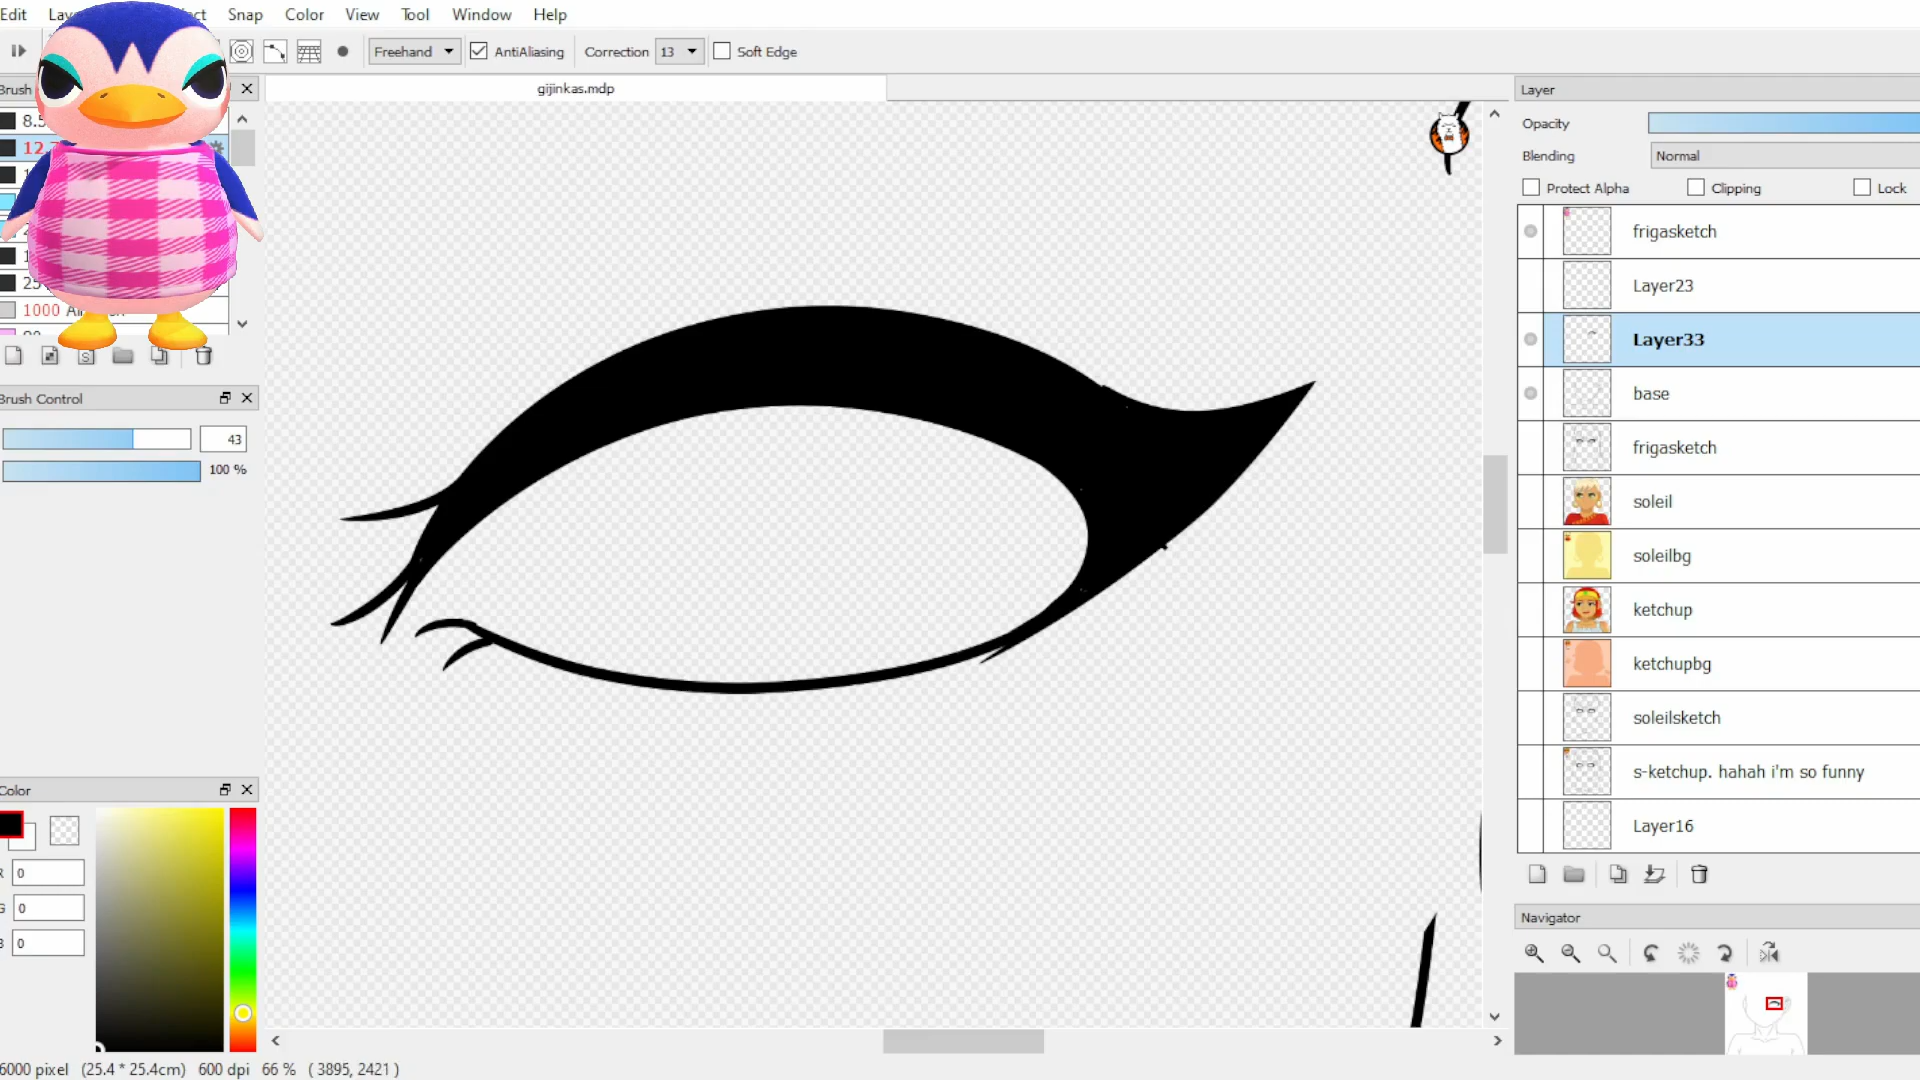 Edit
Snap Color View Tool Window Help
Freehand AntiAliasing Correction 13 Soft Edge
Brush
gijinkas.mdp
Layer
Opacity
Blending Normal
Protect Alpha Clipping Lock
frigasketch
Layer23
Layer33
base
frigasketch
soleil
soleilbg
ketchup
ketchupbg
soleilsketch
s-ketchup. hahah i'm so funny
Layer16
1000
Brush Control
43
100 %
Color
0
0
0
Navigator
6000 pixel (25.4 * 25.4cm) 600 dpi 66 % ( 3895, 2421 )